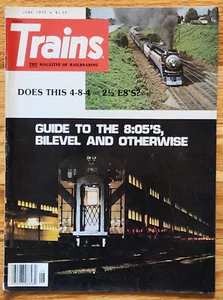 JUNE 1977 • $1.25
Trains
THE MAGAZINE OF RAILROADING
DOES THIS 4-8-4 = 2½ E8'S?
GUIDE TO THE 8:05'S,
BILEVEL AND OTHERWISE